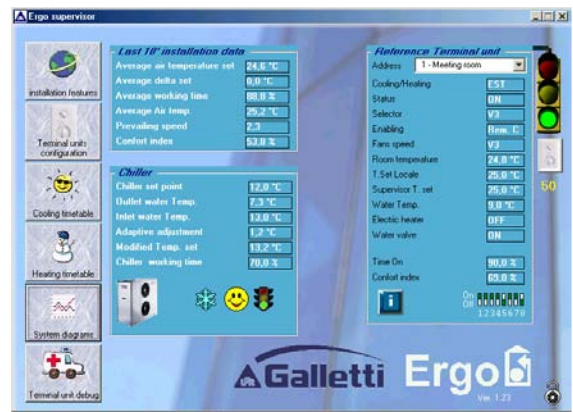 Ergo supervisor
installation features
Terminal units
configuration
Cooling timetable
Heating timetable
System diagrams
Terminal unit debug
Last 10' installation data
Average air temperature set 24,6 °C
Average delta set 0,0 °C
Average working time 88,8 %
Average Air temp. 25,2 °C
Prevailing speed 2,3
Confort index 53,8 %
Chiller
Chiller set point 12,0 °C
Outlet water Temp. 7,3 °C
Inlet water Temp. 13,0 °C
Adaptive adjustment 1,2 °C
Modified Temp. set 13,2 °C
Chiller working time 70,0 %
Reference Terminal unit
Address 1 - Meeting room
Cooling/Heating EST
Status ON
Selector V3
Enabling Rem. C
Fans speed V3
Room temperature 24,8 °C
T.Set Locale 25,0 °C
Supervisor T. set 25,0 °C
Water Temp. 9,0 °C
Electric heater OFF
Water valve ON
Time On 90,0 %
Confort index 69,0 %
i
On
Off
12345678
50
Galletti
Ergo
Ver. 1.23